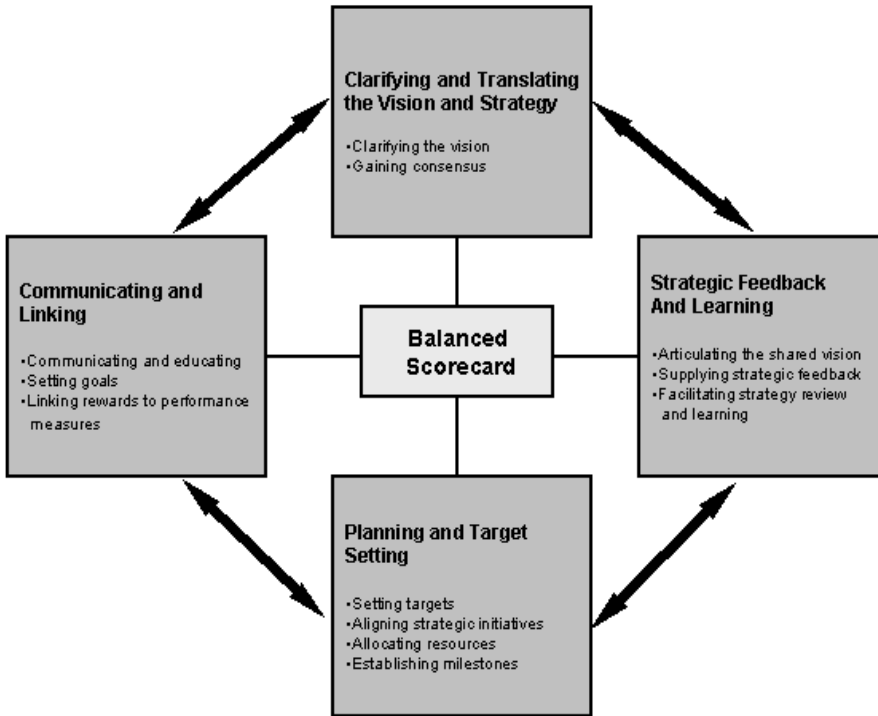 Clarifying and Translating
the Vision and Strategy
•Clarifying the vision
•Gaining consensus
Communicating and
Linking
•Communicating and educating
•Setting goals
•Linking rewards to performance
measures
Balanced
Scorecard
Strategic Feedback
And Learning
•Articulating the shared vision
•Supplying strategic feedback
•Facilitating strategy review
and learning
Planning and Target
Setting
•Setting targets
•Aligning strategic initiatives
•Allocating resources
•Establishing milestones